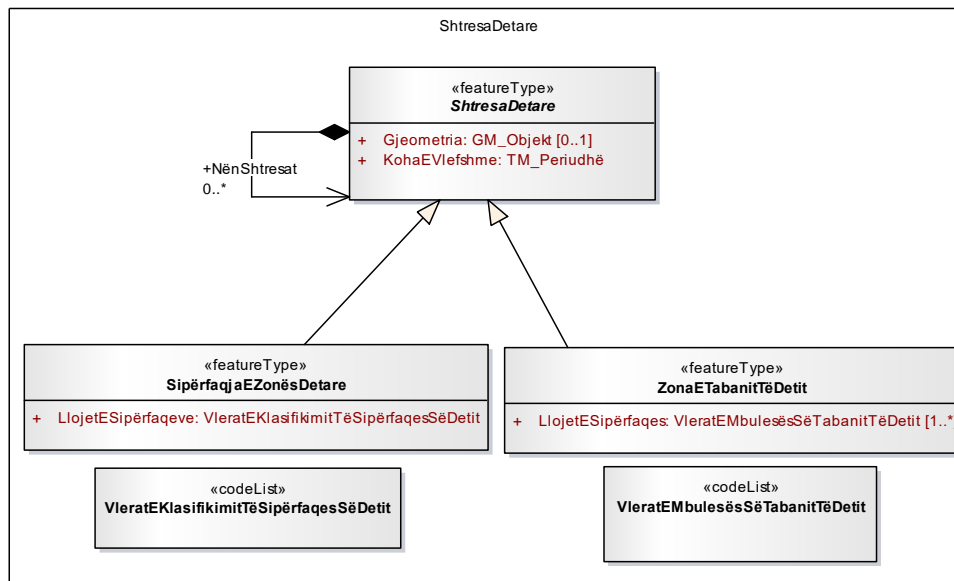 ShtresaDetare
«featureType»
ShtresaDetare
+ Gjeometria: GM_Objekt [0..1]
+ KohaEVlefshme: TM_Periudhë
+NënShtresat
0..*
«featureType»
SipërfaqjaEZonësDetare
+ LlojetESipërfaqeve: VleratEKlasifikimitTëSipërfaqesSëDetit
«featureType»
ZonaETabanitTëDetit
+ LlojetESipërfaqes: VleratEMbulesësSëTabanitTëDetit [1..*
«codeList»
VleratEKlasifikimitTëSipërfaqesSëDetit
«codeList»
VleratEMbulesësSëTabanitTëDetit